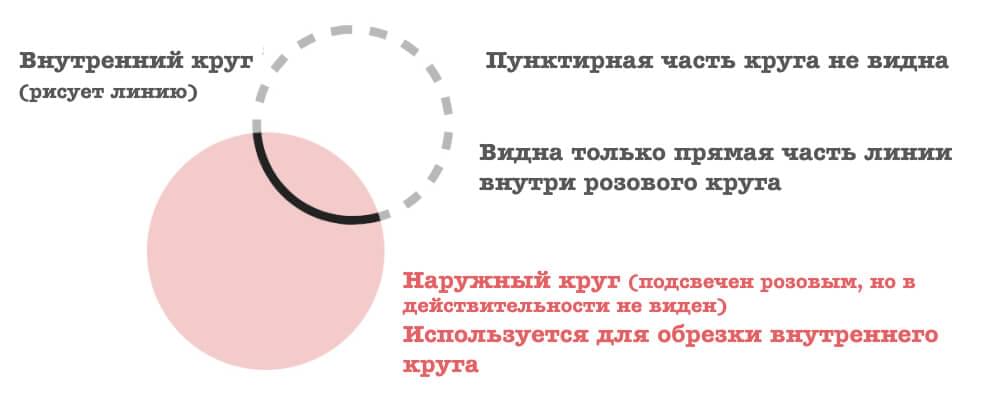 Внутренний круг
(рисует линию)
Пунктирная часть круга не видна
Видна только прямая часть линии
внутри розового круга
Наружный круг (подсвечен розовым, но в
действительности не виден)
Используется для обрезки внутреннего
круга